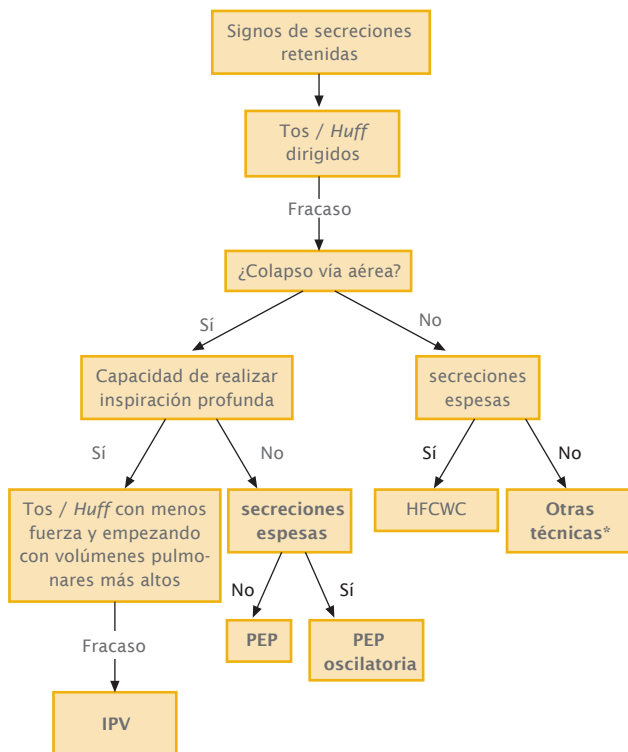 Signos de secreciones
retenidas
Tos / Huff
dirigidos
Fracaso
¿Colapso vía aérea?
Sí
No
Capacidad de realizar
inspiración profunda
secreciones
espesas
Sí
No
Sí
No
Tos / Huff con menos
fuerza y empezando
con volúmenes pulmo-
nares más altos
secreciones
espesas
HFCWC
Otras
técnicas*
No
Sí
Fracaso
PEP
PEP
oscilatoria
IPV